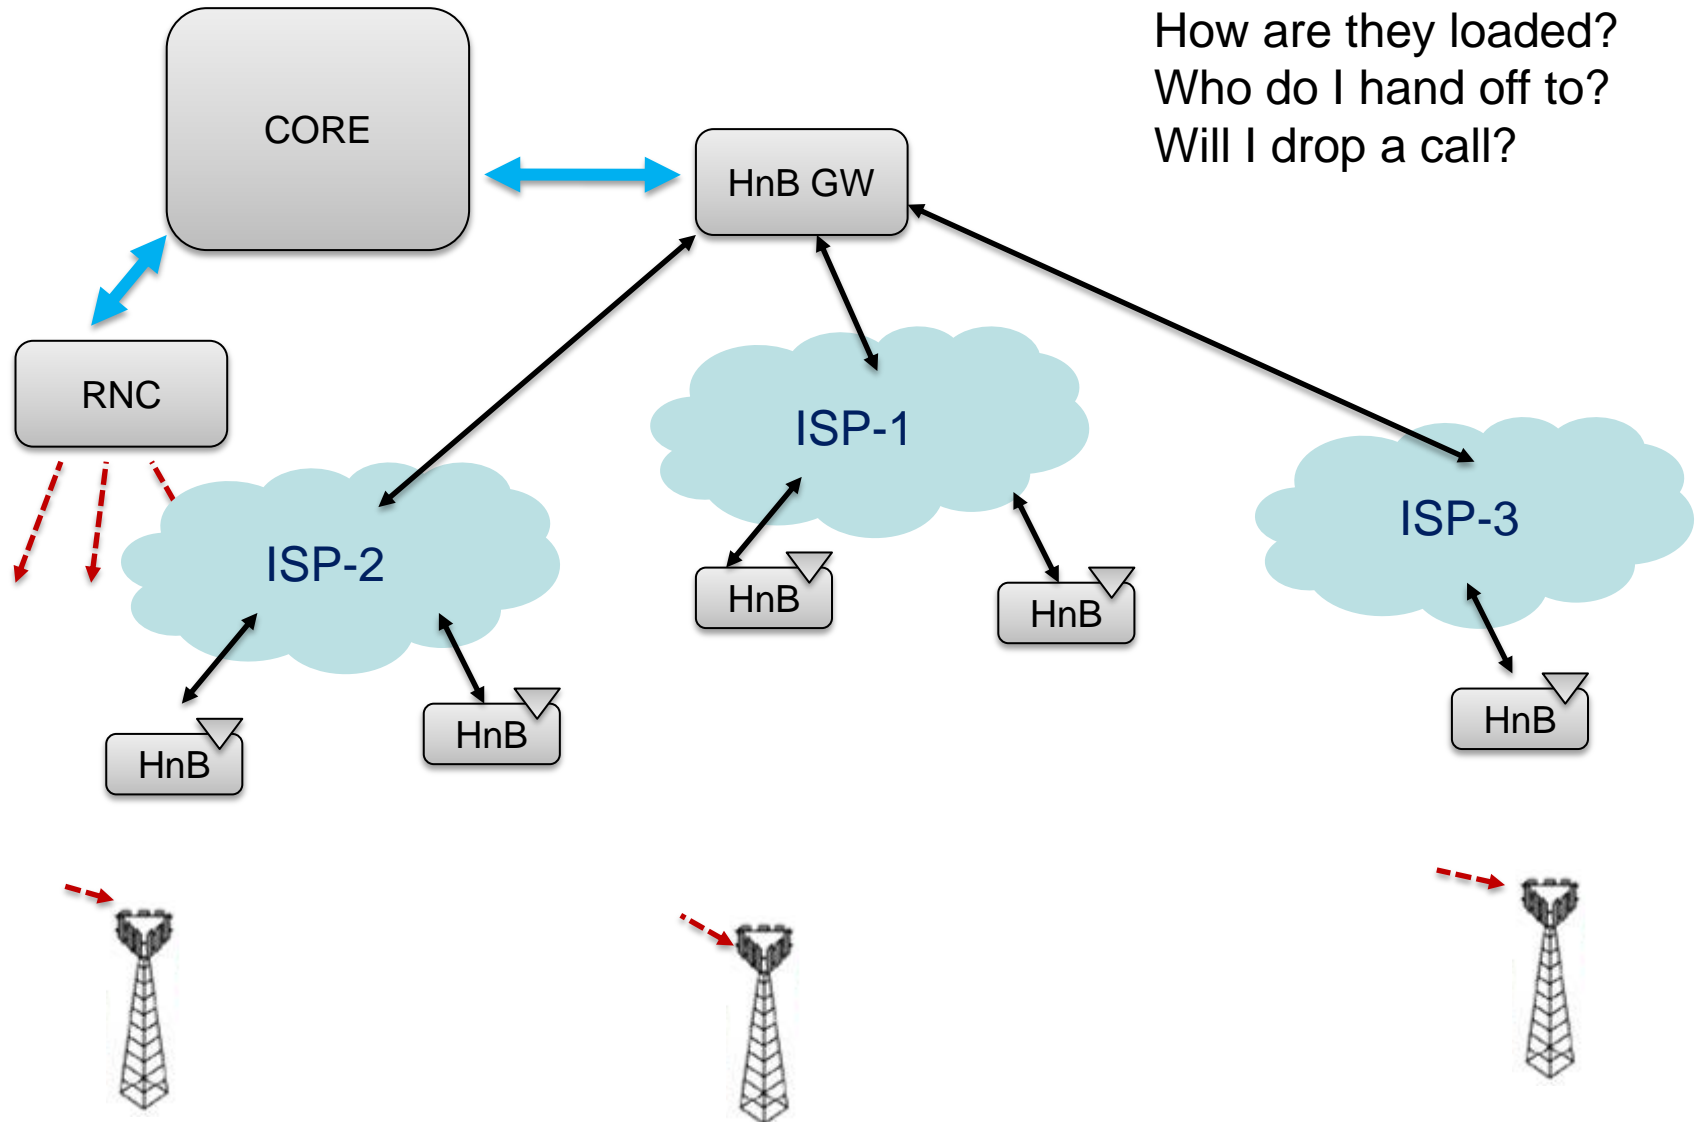 How are they loaded?
Who do I hand off to?
Will I drop a call?
CORE
HnB GW
RNC
ISP-1
ISP-2
ISP-3
HnB
HnB
HnB
HnB
HnB